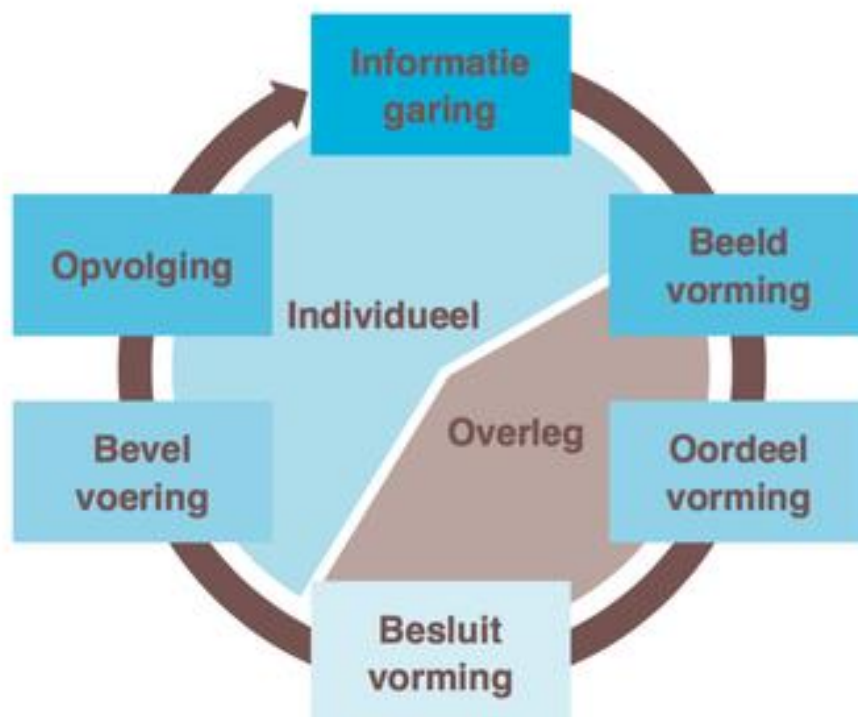 Informatie
garing
Beeld
vorming
Oordeel
vorming
Besluit
vorming
Bevel
voering
Opvolging
Individueel
Overleg